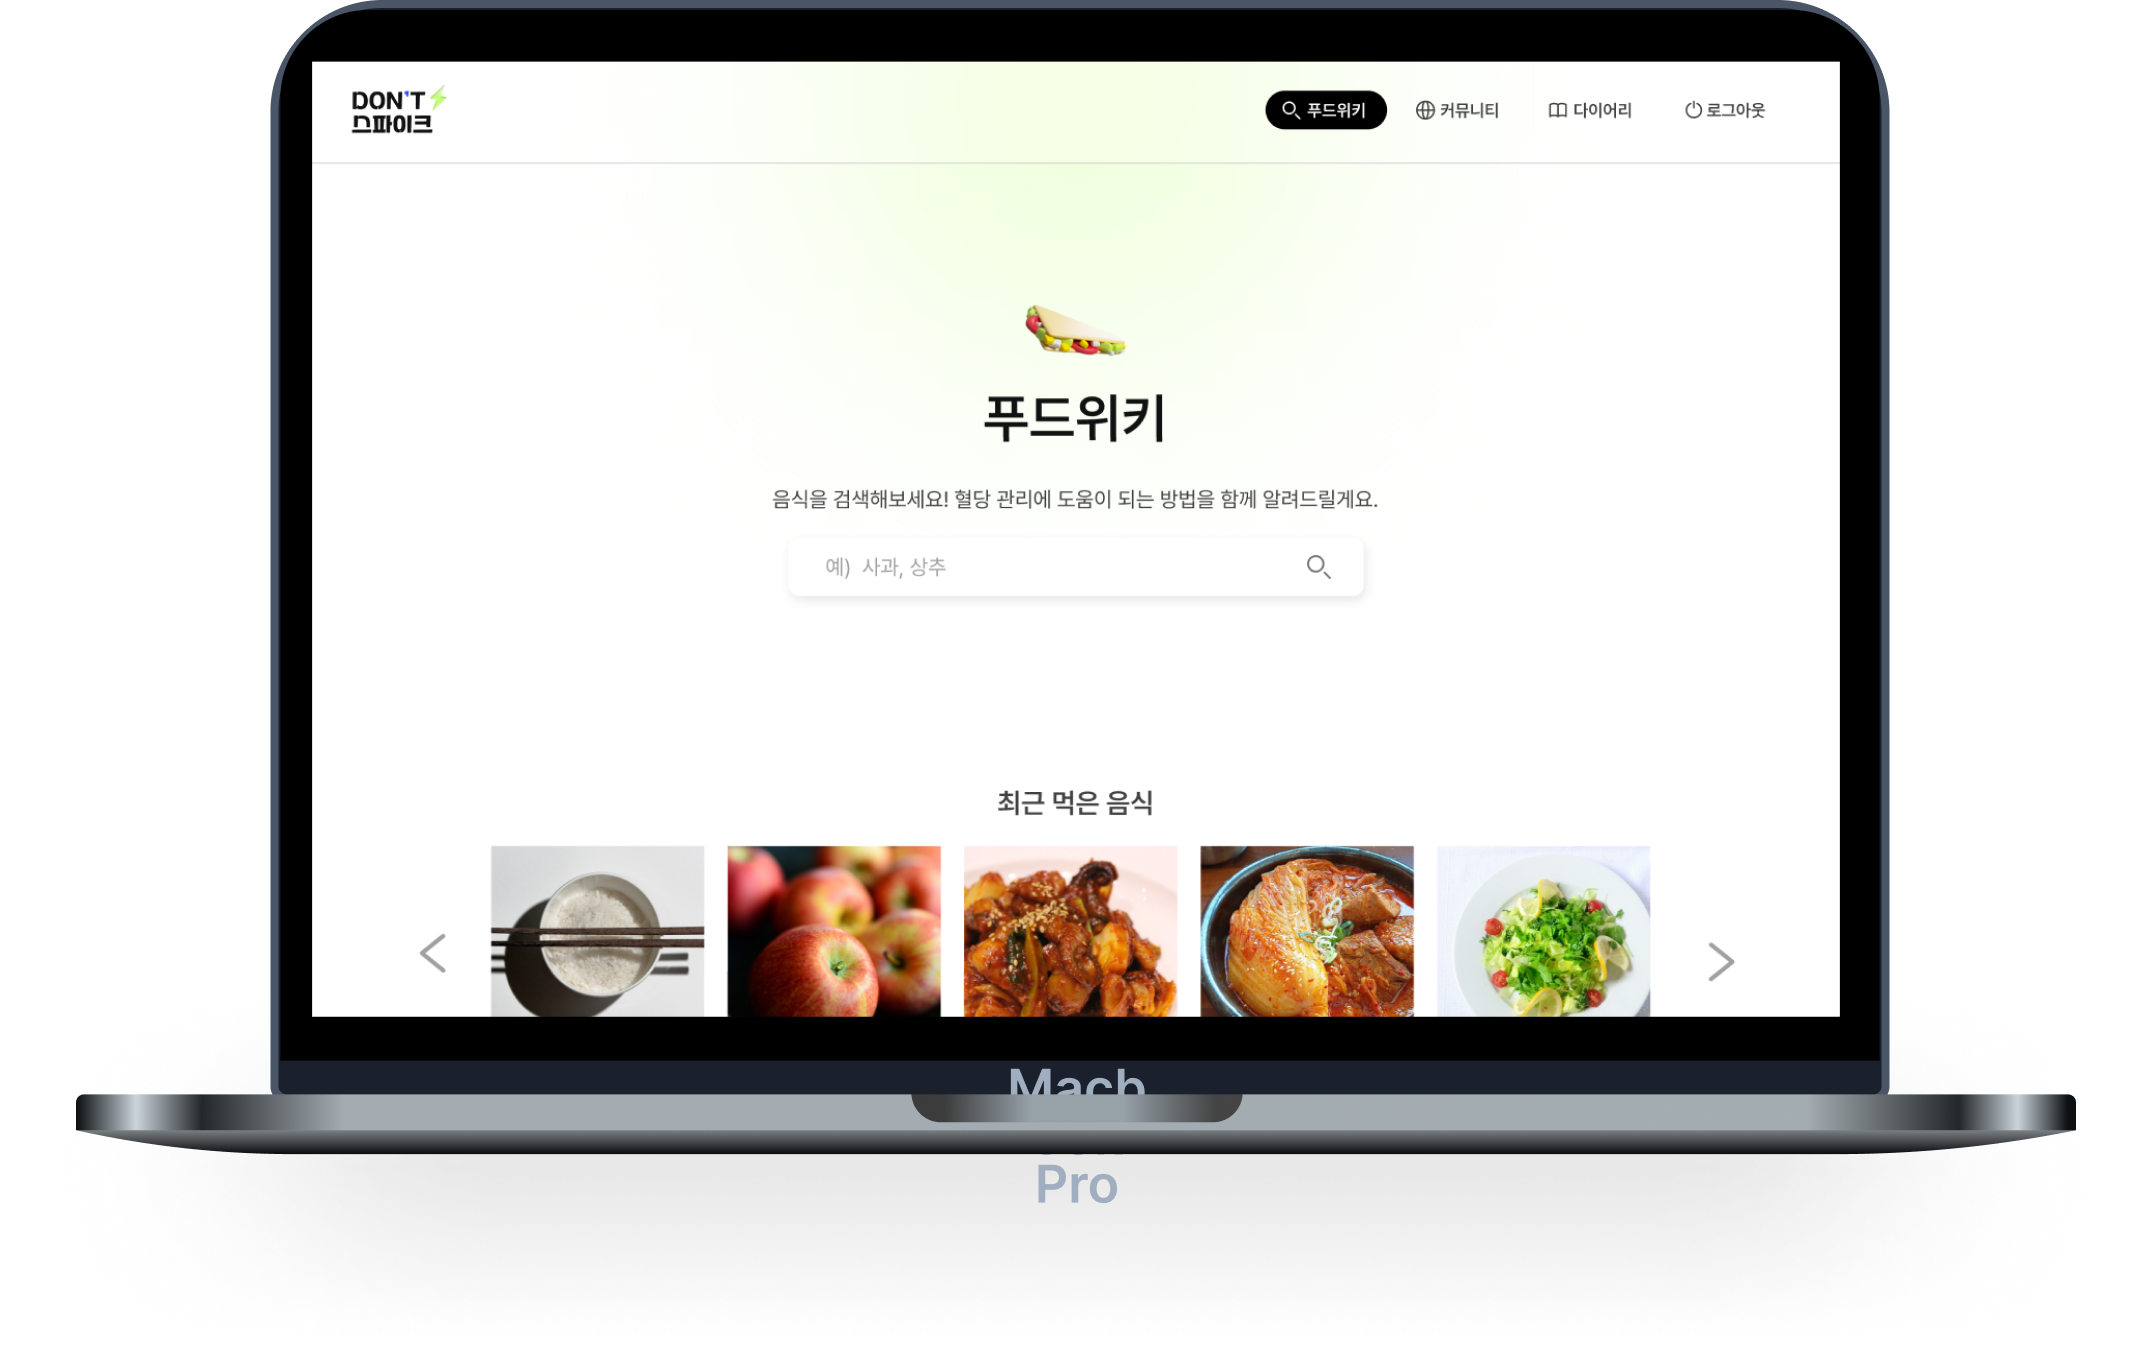 DON'T
스파이크
푸드위키
커뮤니티
다이어리
로그아웃
푸드위키
음식을 검색해보세요! 혈당 관리에 도움이 되는 방법을 함께 알려드릴게요.
예) 사과, 상추
최근 먹은 음식
Macb
Pro